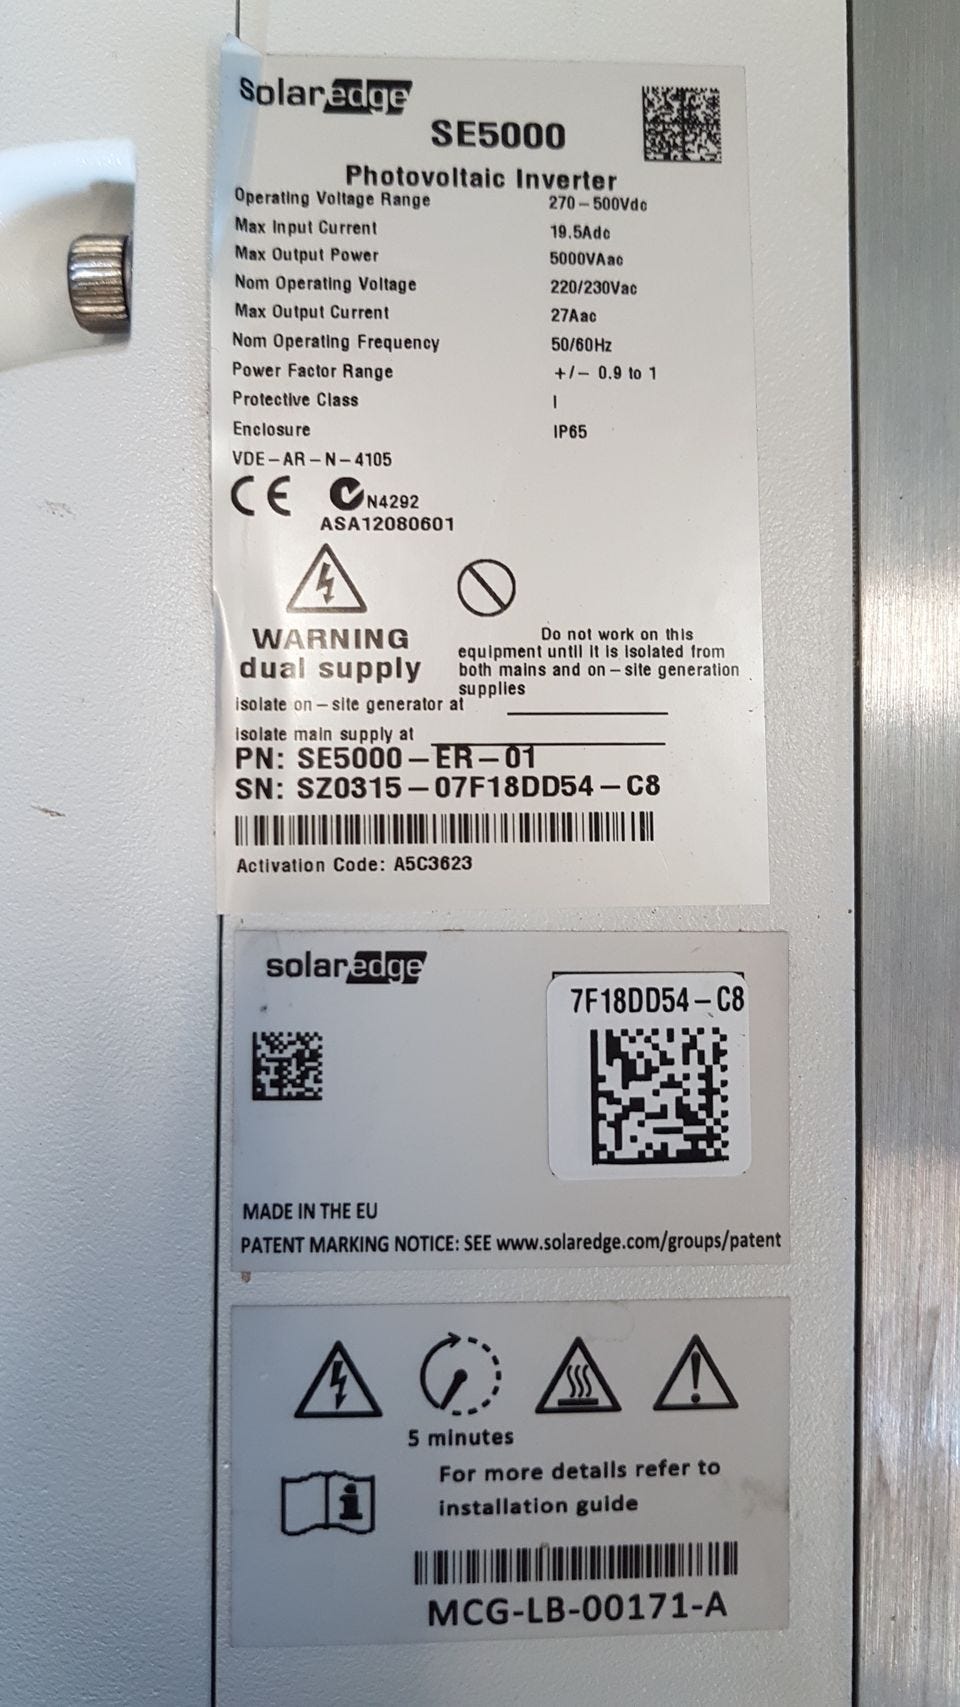 solaredge
SE5000
Photovoltaic Inverter
Operating Voltage Range 270-500Vdc
Max Input Current 19.5Adc
Max Output Power 5000VAac
Nom Operating Voltage 220/230Vac
Max Output Current 27Aac
Nom Operating Frequency 50/60Hz
Power Factor Range +/- 0.9 to 1
Protective Class I
Enclosure IP65
VDE-AR-N-4105
CE N4292
ASA12080601
WARNING
dual supply
Do not work on this
equipment until it is isolated from
both mains and on-site generation
supplies
isolate on-site generator at
isolate main supply at
PN: SE5000-ER-01
SN: SZ0315-07F18DD54-C8
Activation Code: A5C3623
solaredge
7F18DD54-C8
MADE IN THE EU
PATENT MARKING NOTICE: SEE www.solaredge.com/groups/patent
5 minutes
For more details refer to
installation guide
MCG-LB-00171-A